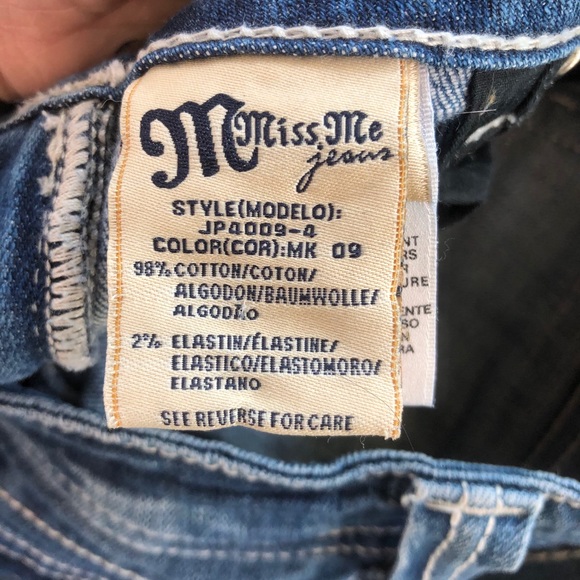 M Miss Me
jeans
STYLE(MODELO):
JP4009-4
COLOR(COR):MK 09
98% COTTON/COTON/
ALGODON/BAUMWOLLE/
ALGODÃO
2% ELASTIN/ÉLASTINE/
ELASTICO/ELASTOMORO/
ELASTANO
SEE REVERSE FOR CARE